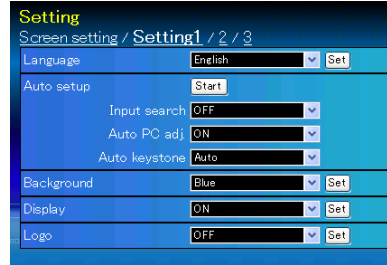 Setting
Screen setting / Setting1 / 2 / 3
Language English Set
Auto setup Start
Input search OFF
Auto PC adj. ON
Auto keystone Auto
Background Blue Set
Display ON Set
Logo OFF Set